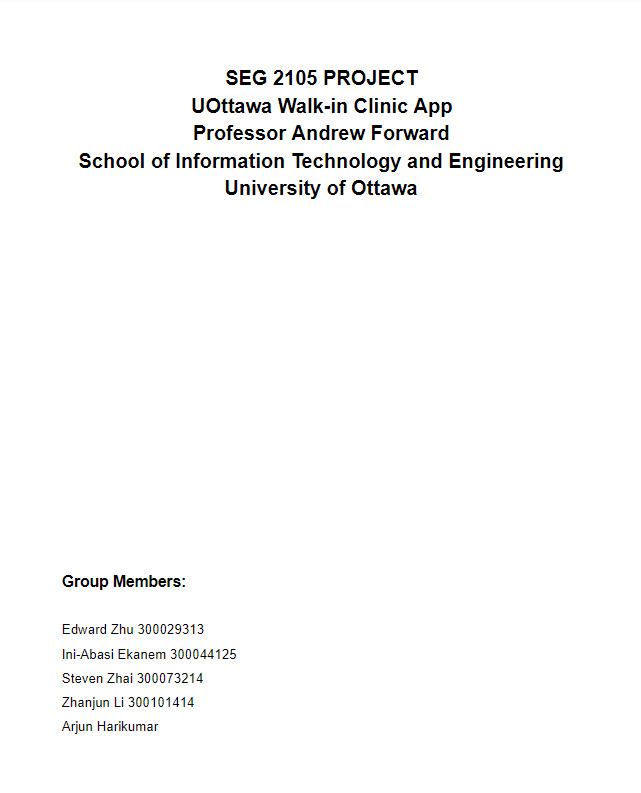 SEG 2105 PROJECT
UOttawa Walk-in Clinic App
Professor Andrew Forward
School of Information Technology and Engineering
University of Ottawa
Group Members:
Edward Zhu 300029313
Ini-Abasi Ekanem 300044125
Steven Zhai 300073214
Zhanjun Li 300101414
Arjun Harikumar